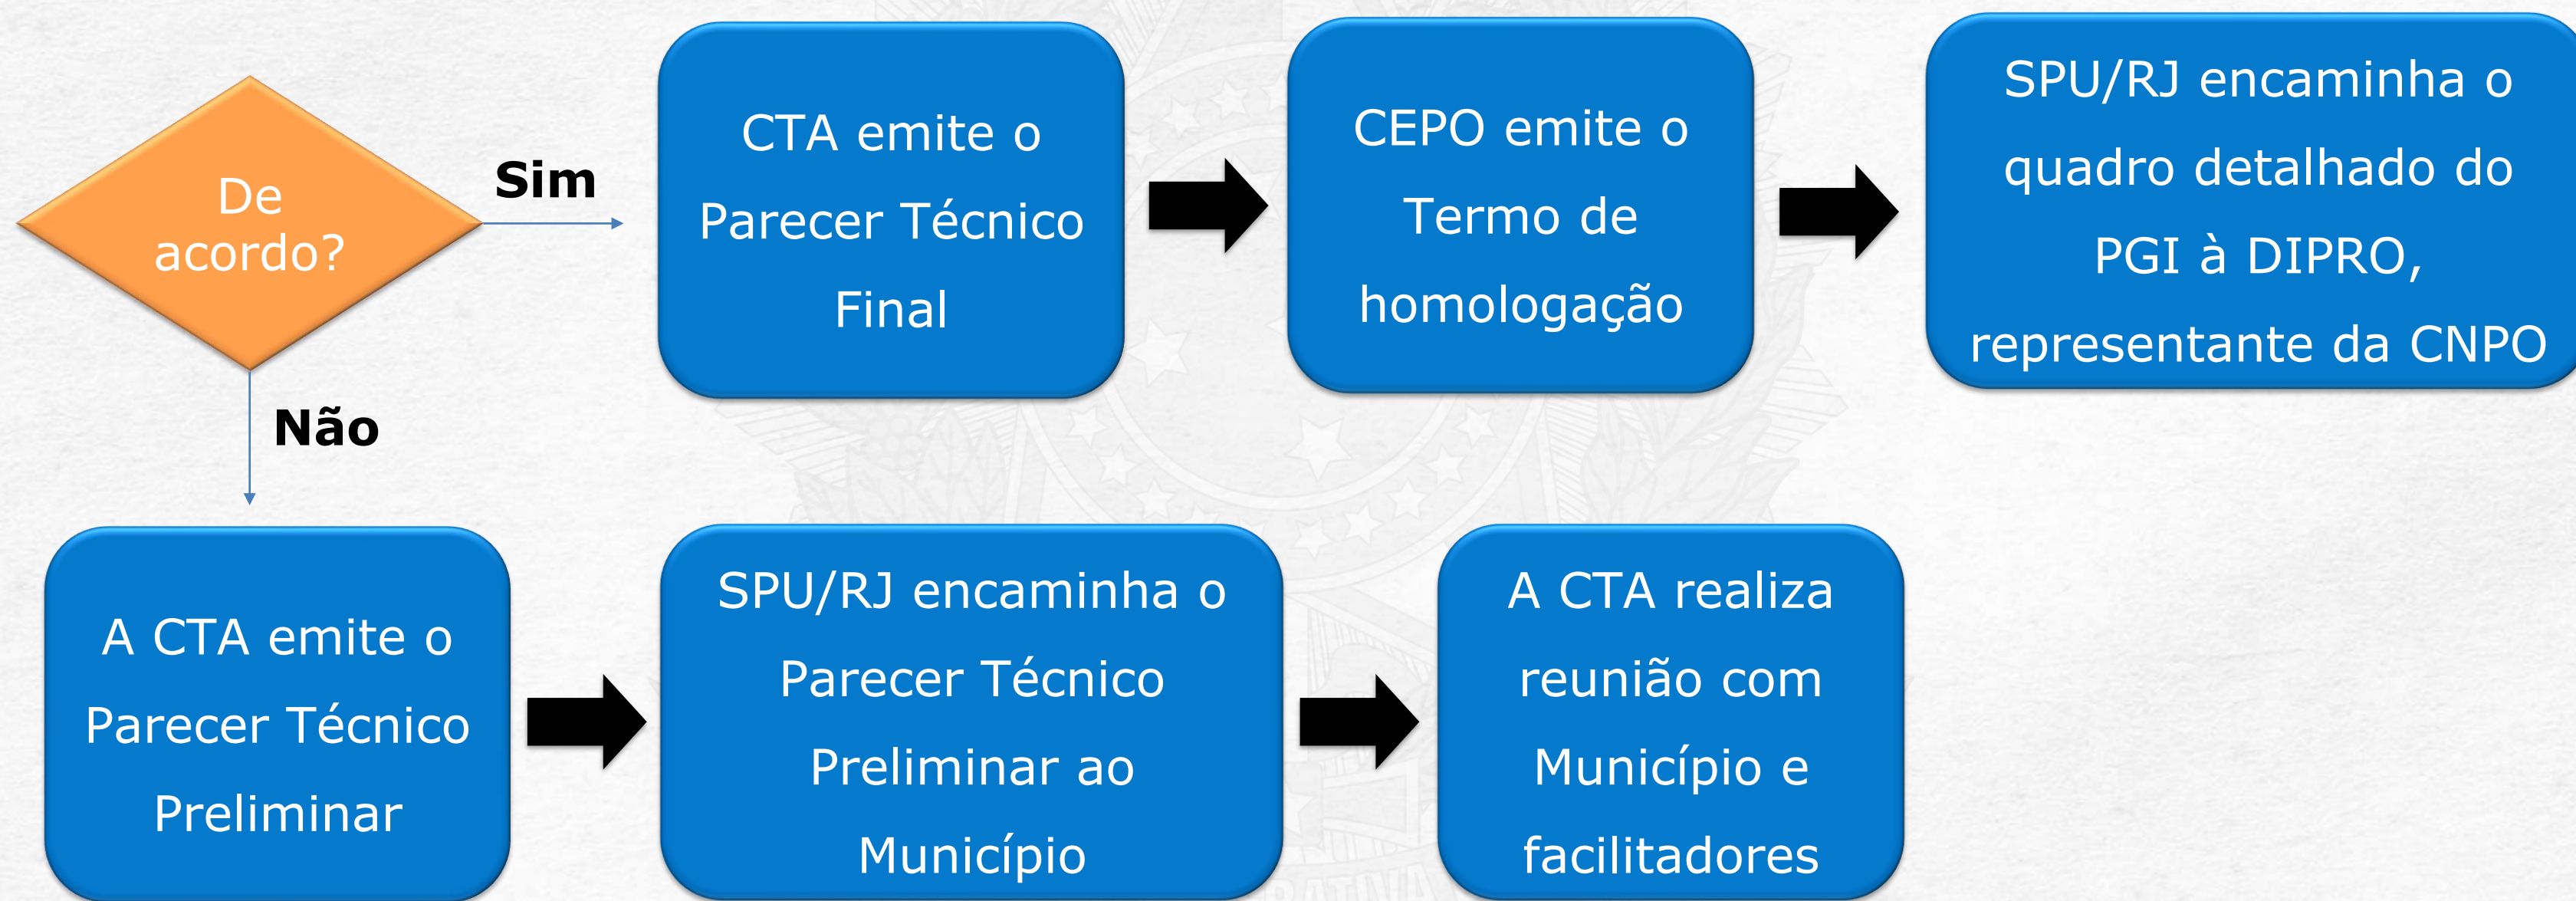 De
acordo?
Sim
CTA emite o
Parecer Técnico
Final
CEPO emite o
Termo de
homologação
SPU/RJ encaminha o
quadro detalhado do
PGI à DIPRO,
representante da CNPO
Não
A CTA emite o
Parecer Técnico
Preliminar
SPU/RJ encaminha o
Parecer Técnico
Preliminar ao
Município
A CTA realiza
reunião com
Município e
facilitadores